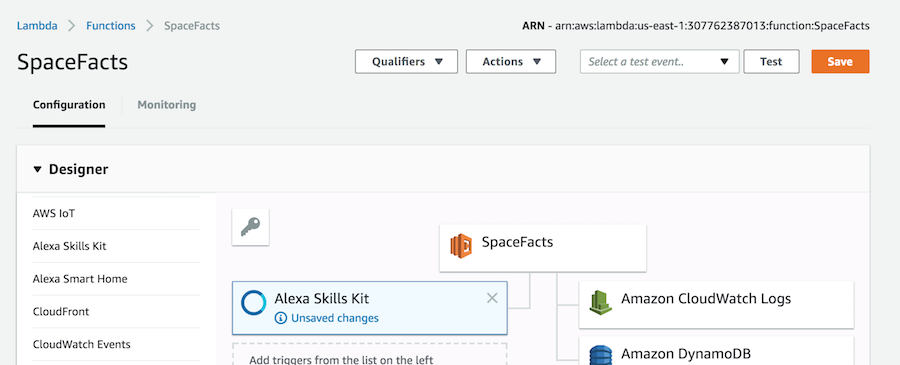 Lambda > Functions > SpaceFacts
ARN - arn:aws:lambda:us-east-1:307762387013:function:SpaceFacts
SpaceFacts
Qualifiers
Actions
Select a test event..
Test
Save
Configuration
Monitoring
Designer
AWS IoT
Alexa Skills Kit
Alexa Smart Home
CloudFront
CloudWatch Events
SpaceFacts
Alexa Skills Kit
Unsaved changes
Add triggers from the list on the left
Amazon CloudWatch Logs
Amazon DynamoDB